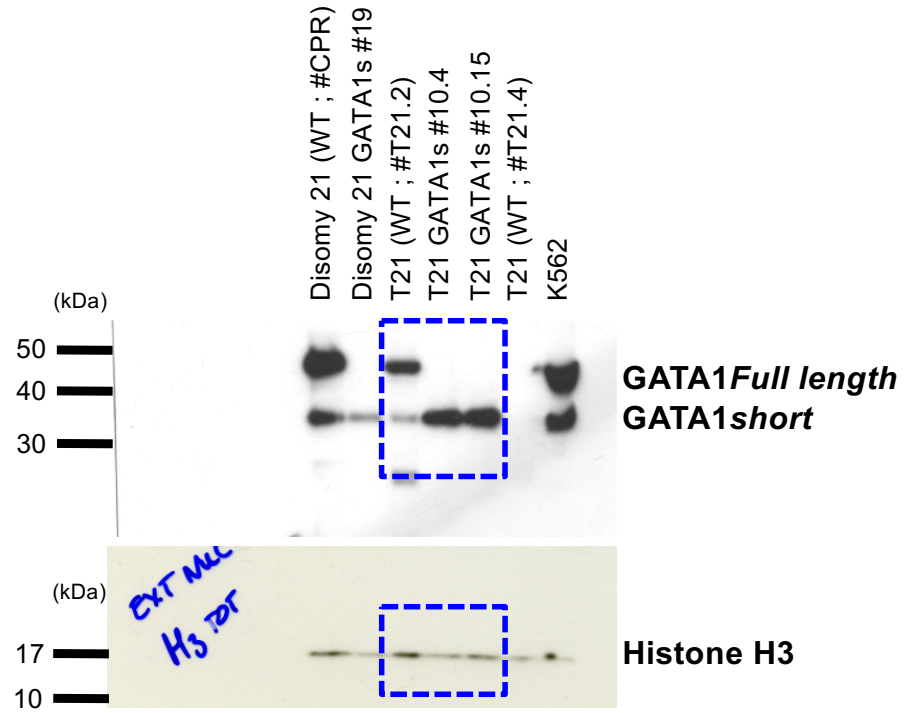 Disomy 21 (WT ; #CPR)
Disomy 21 GATA1s #19
T21 (WT ; #T21.2)
T21 GATA1s #10.4
T21 GATA1s #10.15
T21 (WT ; #T21.4)
K562
(kDa)
50
40
30
GATA1Full length
GATA1short
EXT NUC
H3 TOT
(kDa)
17
10
Histone H3